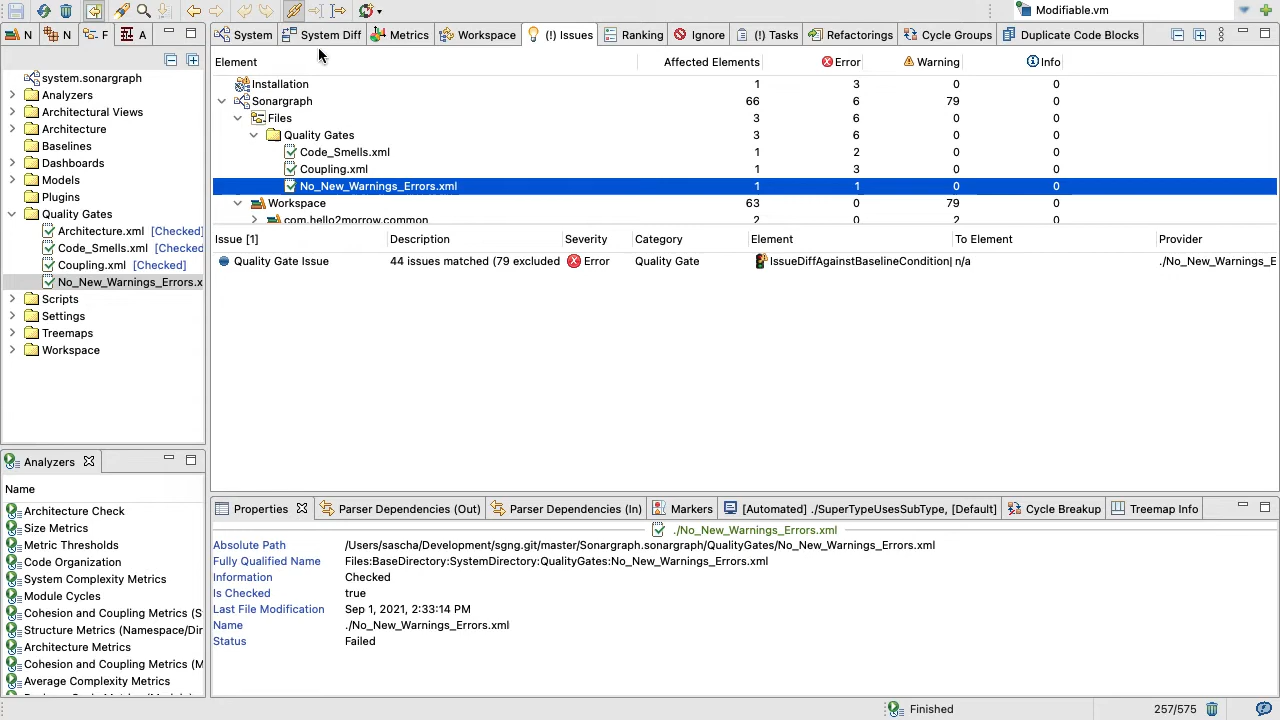 Modifiable.vm
N N F A
System System Diff Metrics Workspace (!) Issues Ranking Ignore (!) Tasks Refactorings Cycle Groups Duplicate Code Blocks
system.sonargraph
Analyzers
Architectural Views
Architecture
Baselines
Dashboards
Models
Plugins
Quality Gates
Architecture.xml [Checked]
Code_Smells.xml [Checked
Coupling.xml [Checked]
No_New_Warnings_Errors.x
Scripts
Settings
Treemaps
Workspace
Element Affected Elements Error Warning Info
Installation 1 3 0 0
Sonargraph 66 6 79 0
Files 3 6 0 0
Quality Gates 3 6 0 0
Code_Smells.xml 1 2 0 0
Coupling.xml 1 3 0 0
No_New_Warnings_Errors.xml 1 1 0 0
Workspace 63 0 79 0
com.hello2morrow.common 2 0 2 0
Issue [1] Description Severity Category Element To Element Provider
Quality Gate Issue 44 issues matched (79 excluded Error Quality Gate IssueDiffAgainstBaselineCondition| n/a ./No_New_Warnings_E
Analyzers
Name
Architecture Check
Size Metrics
Metric Thresholds
Code Organization
System Complexity Metrics
Module Cycles
Cohesion and Coupling Metrics (S
Structure Metrics (Namespace/Dir
Architecture Metrics
Cohesion and Coupling Metrics (M
Average Complexity Metrics
Properties Parser Dependencies (Out) Parser Dependencies (In) Markers [Automated] ./SuperTypeUsesSubType, [Default] Cycle Breakup Treemap Info
./No_New_Warnings_Errors.xml
Absolute Path /Users/sascha/Development/sgng.git/master/Sonargraph.sonargraph/QualityGates/No_New_Warnings_Errors.xml
Fully Qualified Name Files:BaseDirectory:SystemDirectory:QualityGates:No_New_Warnings_Errors.xml
Information Checked
Is Checked true
Last File Modification Sep 1, 2021, 2:33:14 PM
Name ./No_New_Warnings_Errors.xml
Status Failed
Finished 257/575